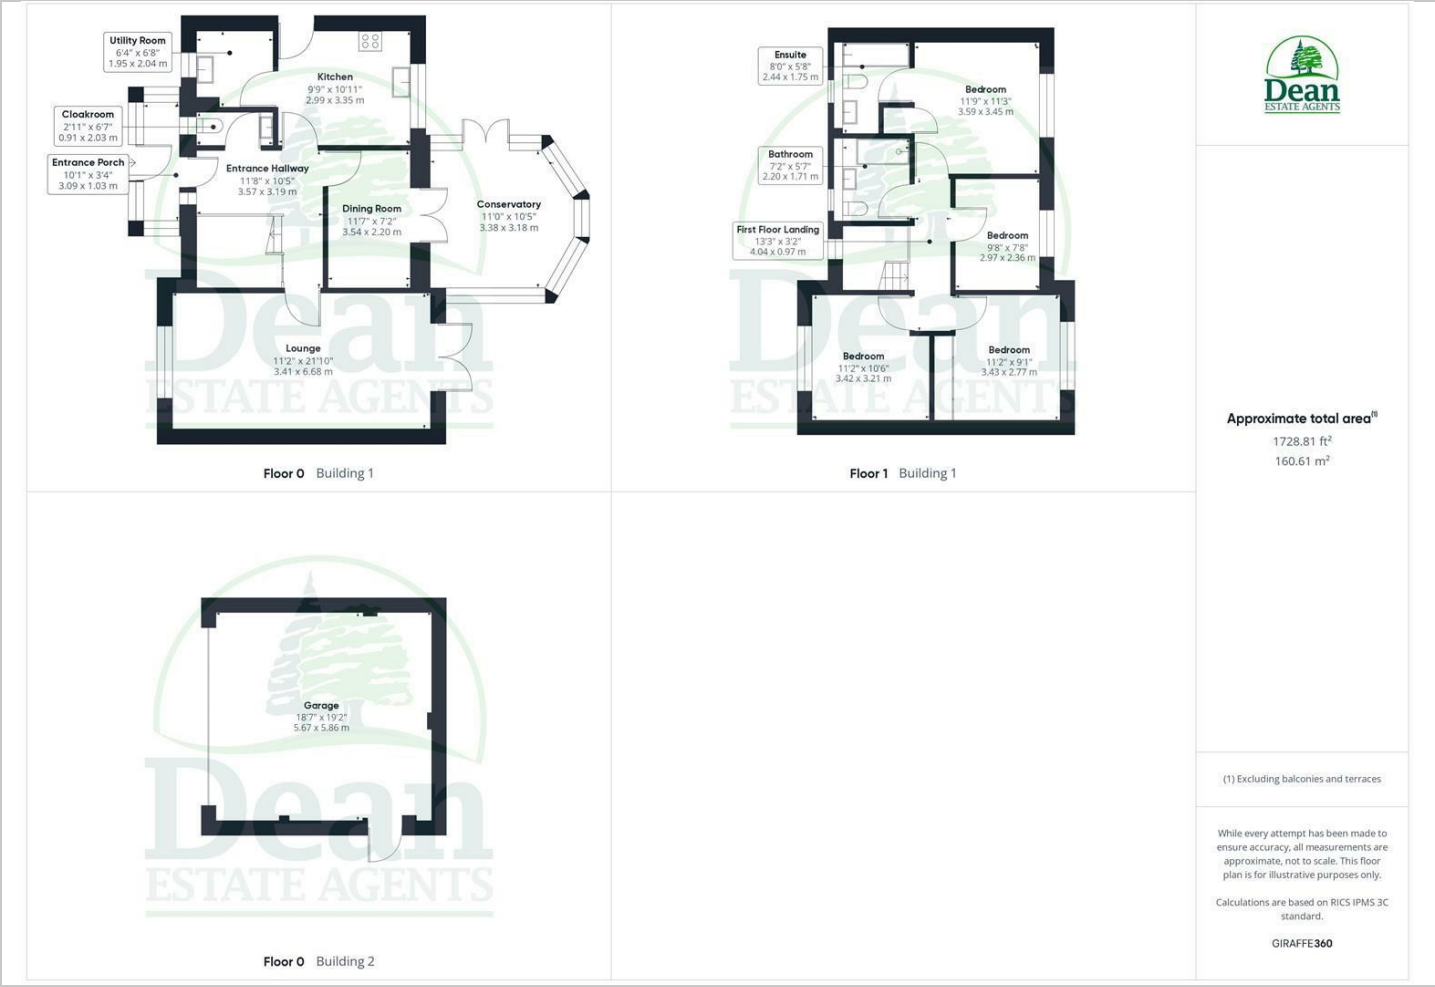 Utility Room
6'4" x 6'8"
1.95 x 2.04 m
Kitchen
9'9" x 10'11"
2.99 x 3.35 m
Cloakroom
2'11" x 6'7"
0.91 x 2.03 m
Entrance Porch
10'1" x 3'4"
3.09 x 1.03 m
Entrance Hallway
11'8" x 10'5"
3.57 x 3.19 m
Dining Room
11'7" x 7'2"
3.54 x 2.20 m
Conservatory
11'0" x 10'5"
3.38 x 3.18 m
Lounge
11'2" x 21'10"
3.41 x 6.68 m
Dean
ESTATE AGENTS
Floor 0 Building 1
Ensuite
8'0" x 5'8"
2.44 x 1.75 m
Bedroom
11'9" x 11'3"
3.59 x 3.45 m
Bathroom
7'2" x 5'7"
2.20 x 1.71 m
First Floor Landing
13'3" x 3'2"
4.04 x 0.97 m
Bedroom
9'8" x 7'8"
2.97 x 2.36 m
Bedroom
11'2" x 10'6"
3.42 x 3.21 m
Bedroom
11'2" x 9'1"
3.43 x 2.77 m
Dean
ESTATE AGENTS
Floor 1 Building 1
Garage
18'7" x 19'2"
5.67 x 5.86 m
Dean
ESTATE AGENTS
Floor 0 Building 2
Dean
ESTATE AGENTS
Approximate total area(1)
1728.81 ft²
160.61 m²
(1) Excluding balconies and terraces
While every attempt has been made to
ensure accuracy, all measurements are
approximate, not to scale. This floor
plan is for illustrative purposes only.
Calculations are based on RICS IPMS 3C
standard.
GIRAFFE360